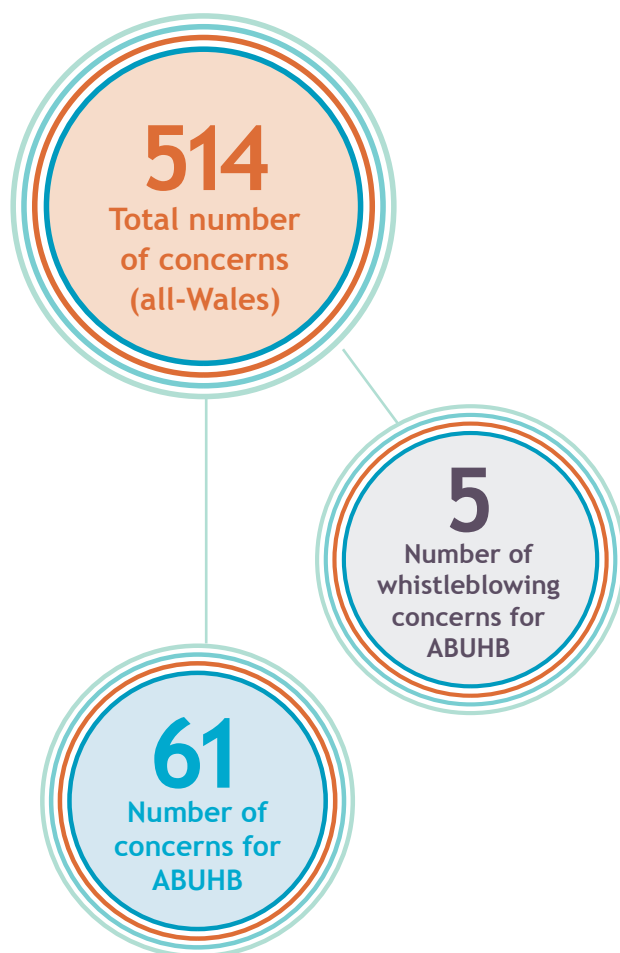 514
Total number
of concerns
(all-Wales)
5
Number of
whistleblowing
concerns for
ABUHB
61
Number of
concerns for
ABUHB